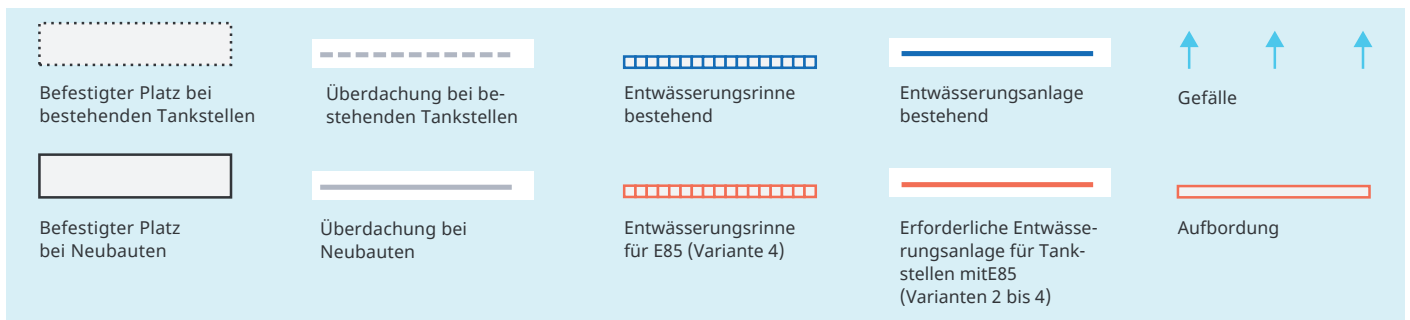 Befestigter Platz bei
bestehenden Tankstellen
Überdachung bei be-
stehenden Tankstellen
Entwässerungsrinne
bestehend
Entwässerungsanlage
bestehend
Gefälle
Befestigter Platz
bei Neubauten
Überdachung bei
Neubauten
Entwässerungsrinne
für E85 (Variante 4)
Erforderliche Entwässe-
rungsanlage für Tank-
stellen mitE85
(Varianten 2 bis 4)
Aufbordung